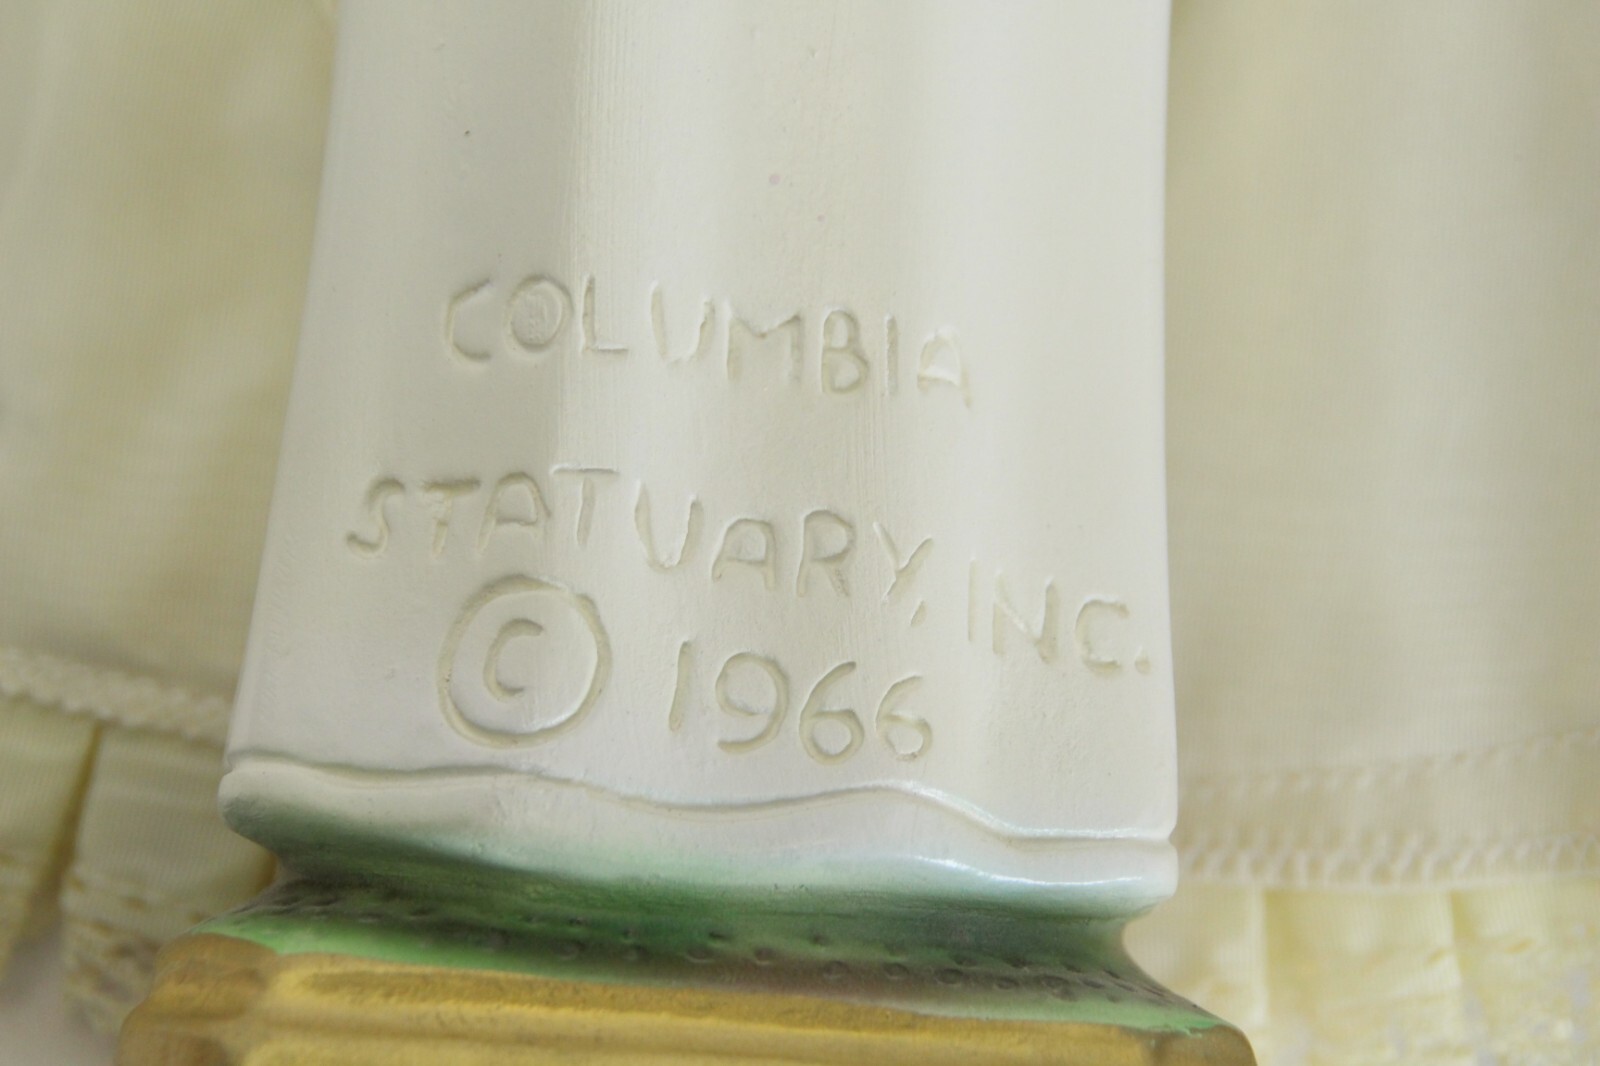 COLUMBIA
STATUARY, INC.
© 1966